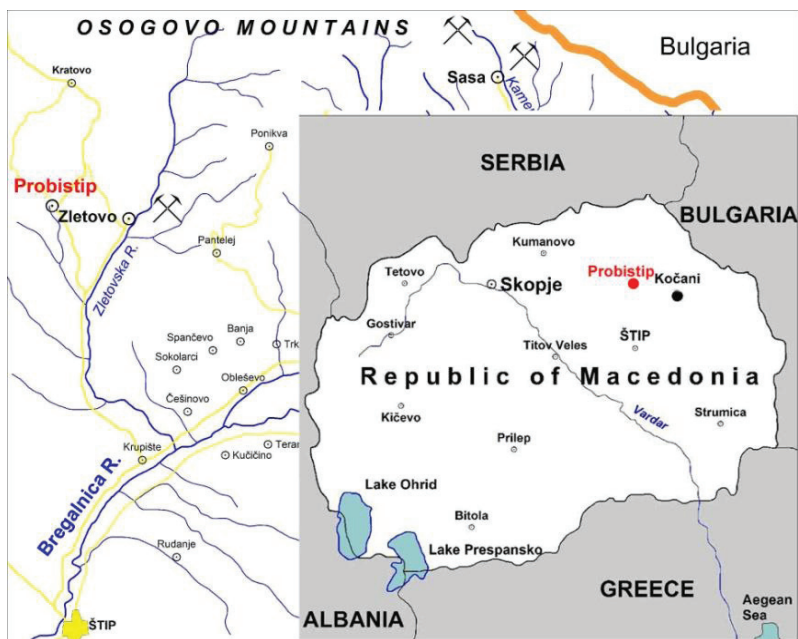 OSOGOVO MOUNTAINS
Bulgaria
Kratovo
Sasa
Ponikva
Probistip
Zletovo
Pantelej
Zletovska R.
Banja
Spančevo
Sokolarci
Obleševo
Češinovo
Krupište
Kučičino
Bregalnica R.
Rudanje
ŠTIP
SERBIA
BULGARIA
Kumanovo
Tetovo
Skopje
Probistip
Kočani
Gostivar
Titov Veles
ŠTIP
Republic of Macedonia
Kičevo
Vardar
Strumica
Prilep
Lake Ohrid
Bitola
Lake Prespansko
GREECE
ALBANIA
Aegean
Sea